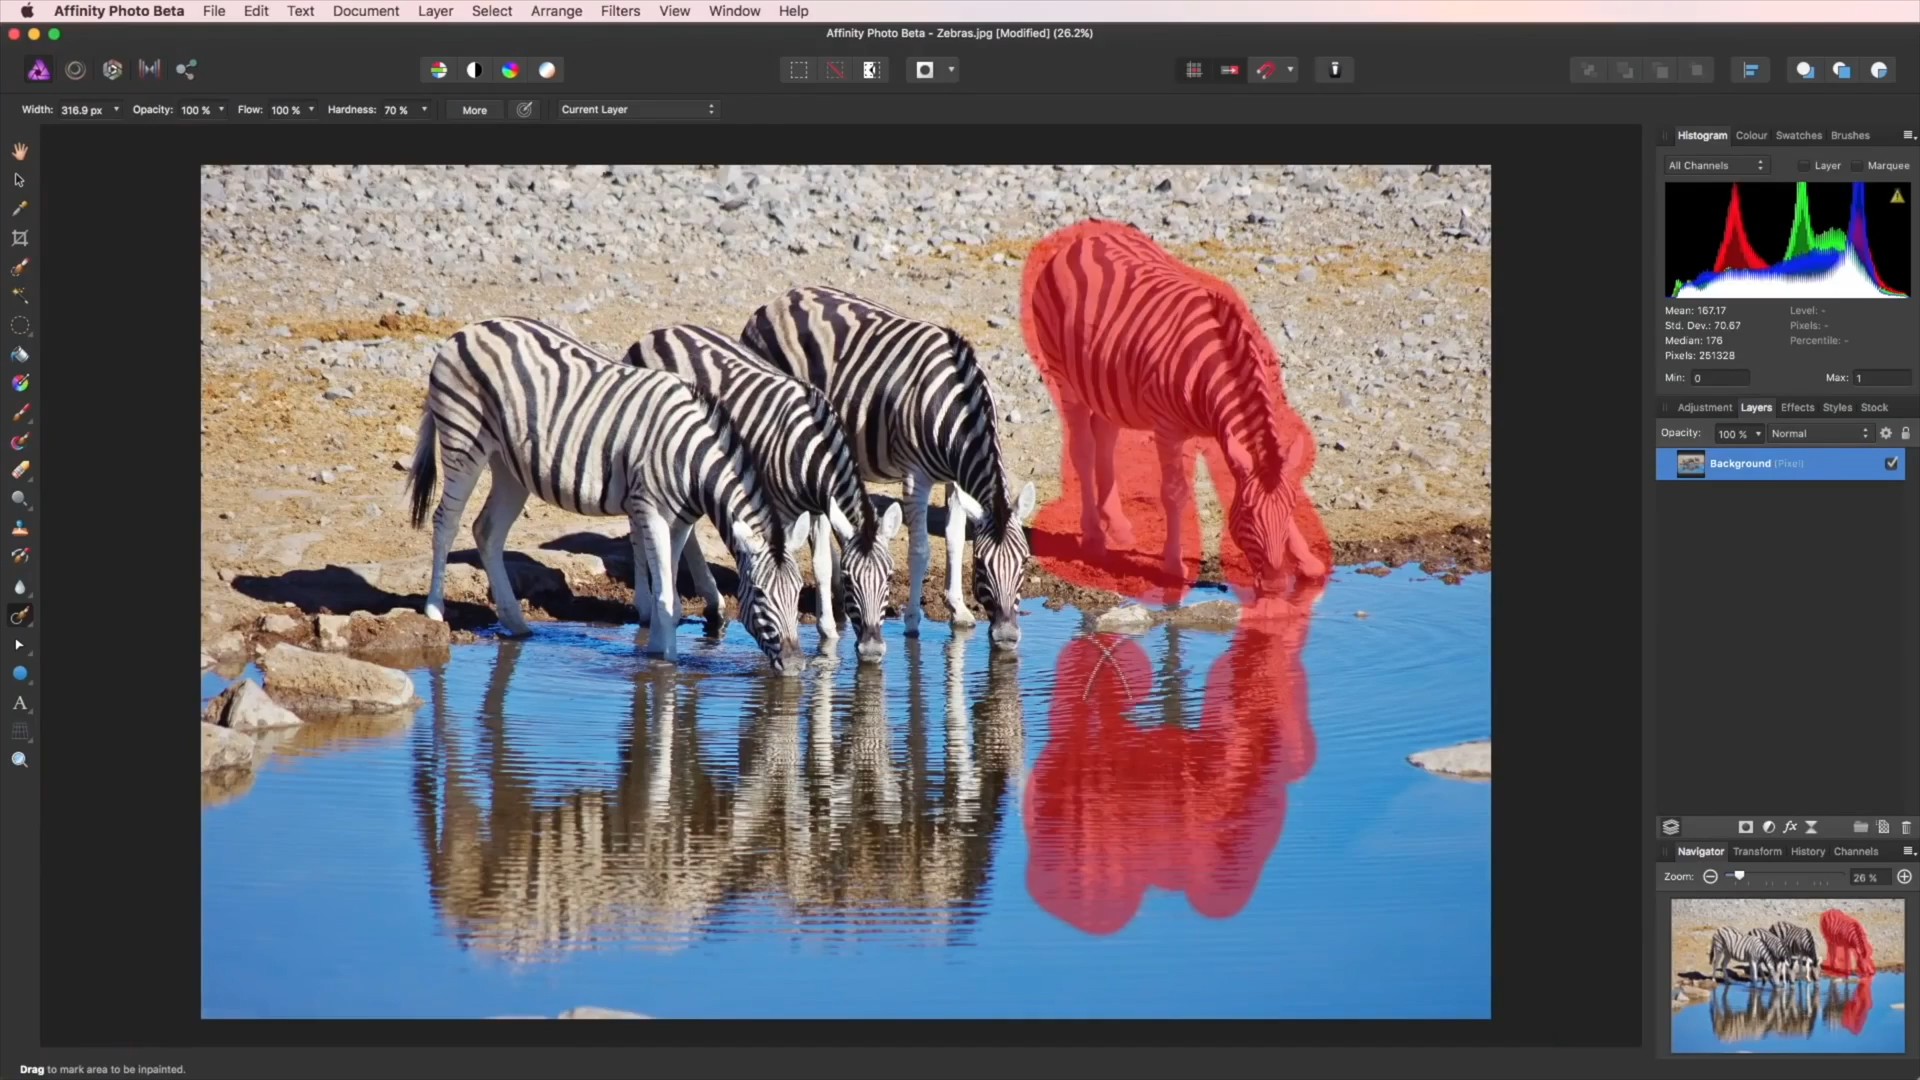 Affinity Photo Beta File Edit Text Document Layer Select Arrange Filters View Window Help
Affinity Photo Beta - Zebras.jpg [Modified] (26.2%)
Width: 316.9 px Opacity: 100 % Flow: 100 % Hardness: 70 % More Current Layer
Histogram Colour Swatches Brushes
All Channels Layer Marquee
Mean: 167.17 Level: -
Std. Dev.: 70.67 Pixels: -
Median: 176 Percentile: -
Pixels: 251328
Min: 0 Max: 1
Adjustment Layers Effects Styles Stock
Opacity: 100 % Normal
Background (Pixel)
fx
Navigator Transform History Channels
Zoom: 26 %
A
Drag to mark area to be inpainted.